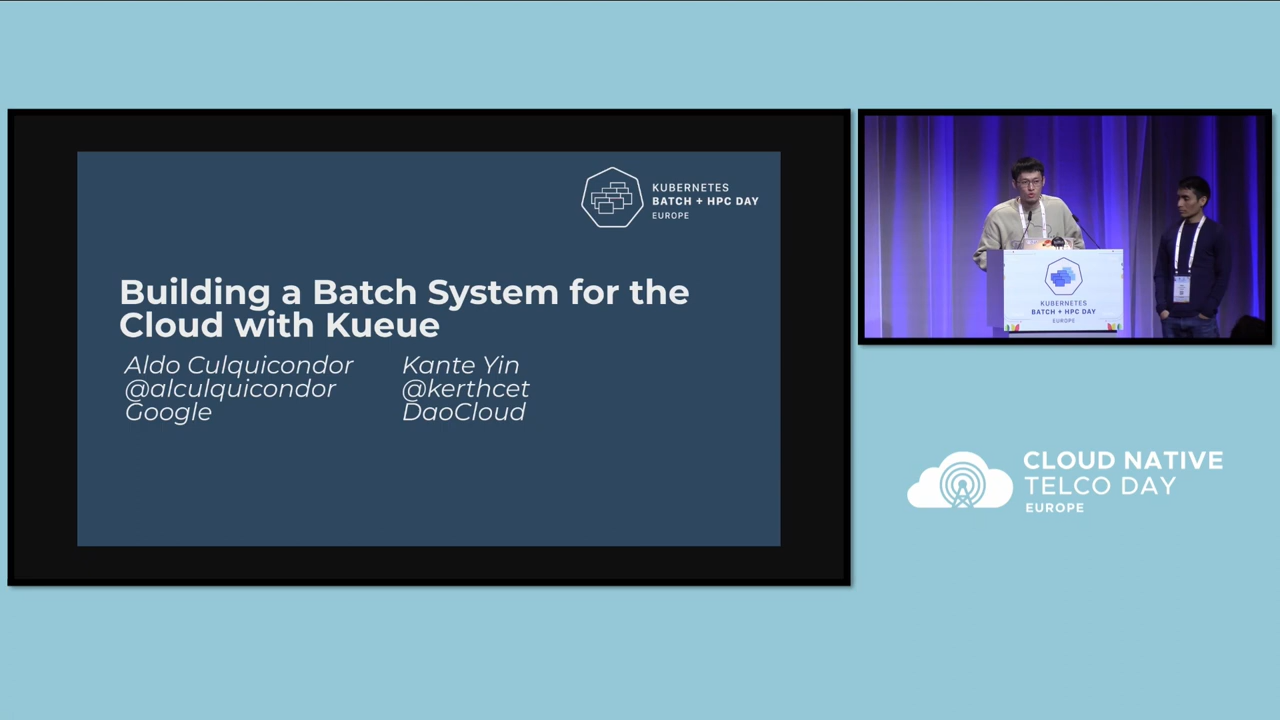 KUBERNETES
BATCH + HPC DAY
EUROPE
Building a Batch System for the
Cloud with Kueue
Aldo Culquicondor
@alculquicondor
Google
Kante Yin
@kerthcet
DaoCloud
KUBERNETES
BATCH + HPC DAY
EUROPE
CLOUD NATIVE
TELCO DAY
EUROPE